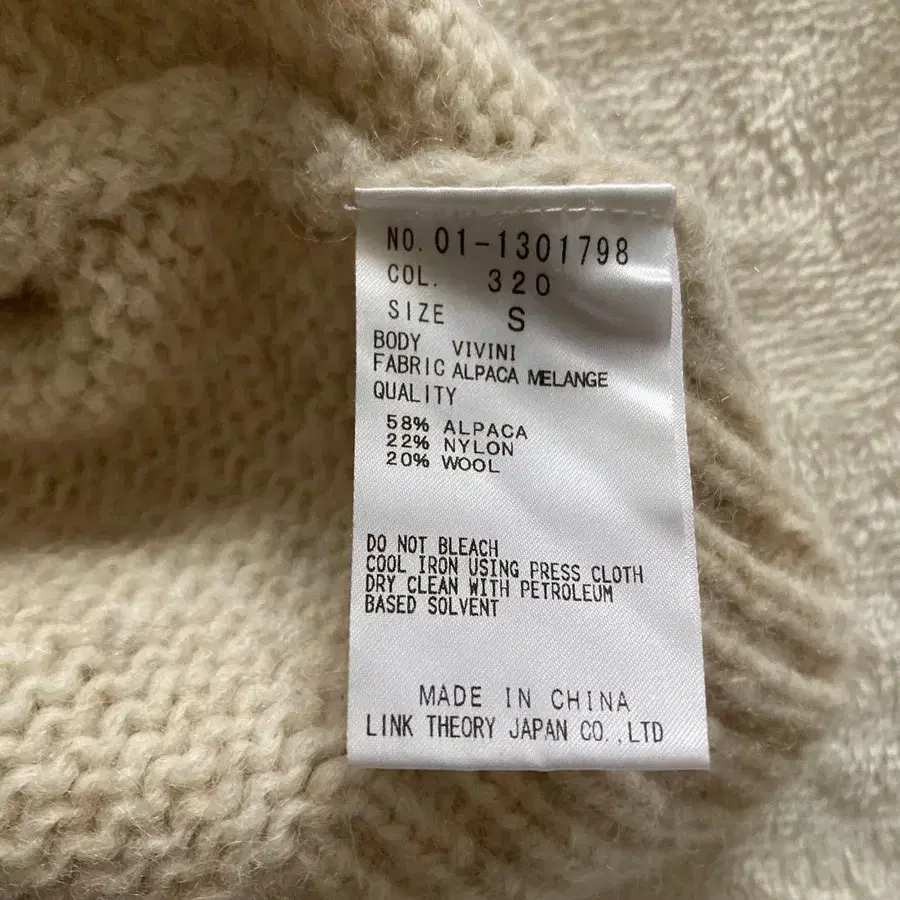 NO. 01-1301798
COL. 320
SIZE S
BODY VIVINI
FABRIC ALPACA MELANGE
QUALITY
58% ALPACA
22% NYLON
20% WOOL
DO NOT BLEACH
COOL IRON USING PRESS CLOTH
DRY CLEAN WITH PETROLEUM
BASED SOLVENT
MADE IN CHINA
LINK THEORY JAPAN CO.,LTD